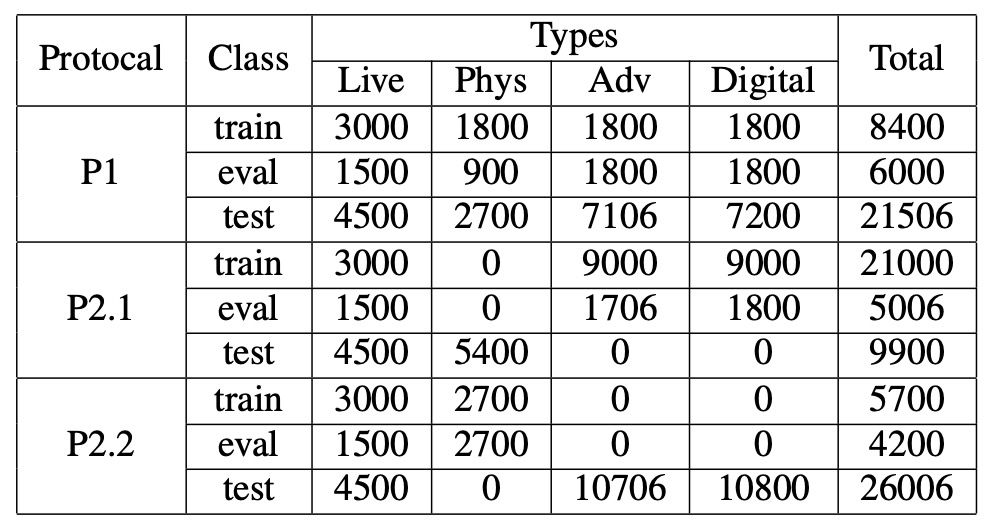 Protocal Class Types Total
Live Phys Adv Digital
P1 train 3000 1800 1800 1800 8400
eval 1500 900 1800 1800 6000
test 4500 2700 7106 7200 21506
P2.1 train 3000 0 9000 9000 21000
eval 1500 0 1706 1800 5006
test 4500 5400 0 0 9900
P2.2 train 3000 2700 0 0 5700
eval 1500 2700 0 0 4200
test 4500 0 10706 10800 26006